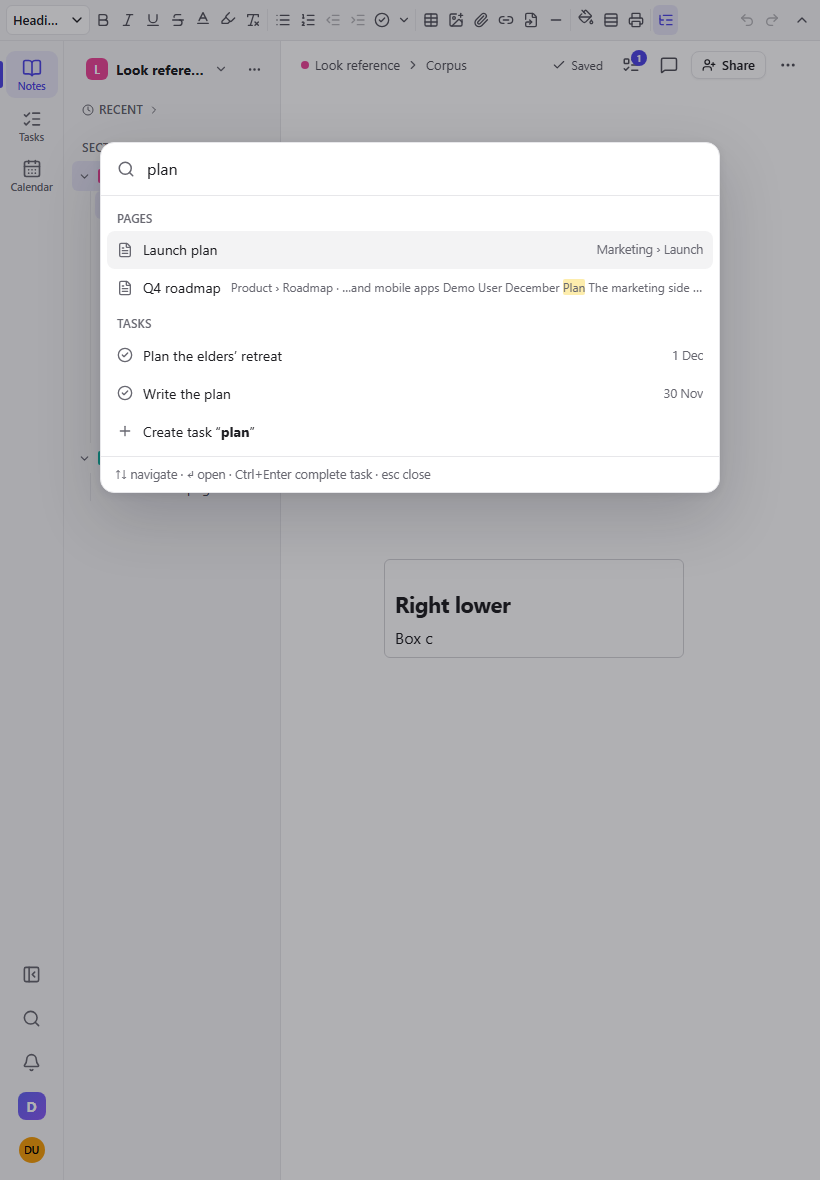 Headi...
Notes
Tasks
Calendar
L Look refere...
RECENT
Look reference > Corpus
Saved
1
Share
plan
PAGES
Launch plan Marketing › Launch
Q4 roadmap Product › Roadmap · ...and mobile apps Demo User December Plan The marketing side ...
TASKS
Plan the elders’ retreat 1 Dec
Write the plan 30 Nov
Create task “plan”
↑↓ navigate · ↵ open · Ctrl+Enter complete task · esc close
Right lower
Box c
D
DU